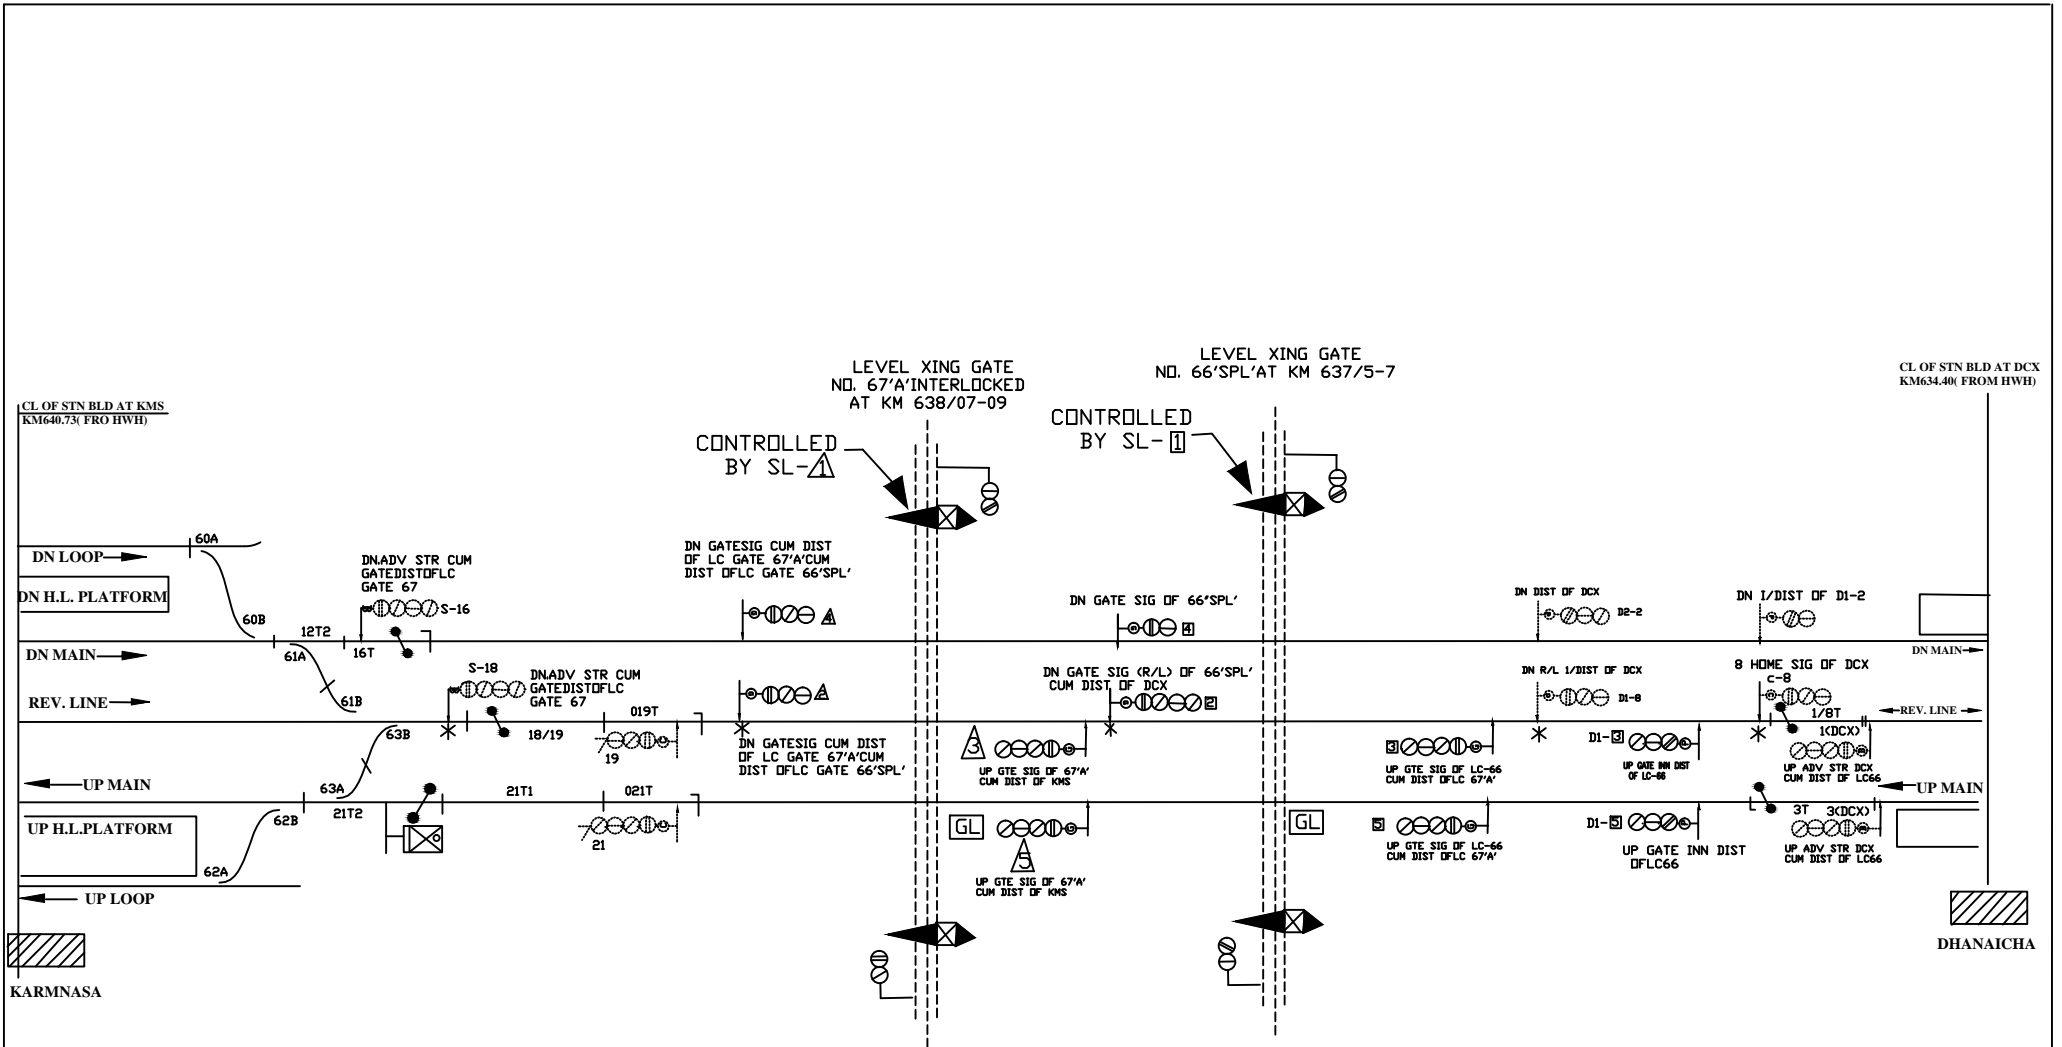 LEVEL XING GATE
NO. 67'A'INTERLOCKED
AT KM 638/07-09
LEVEL XING GATE
NO. 66'SPL'AT KM 637/5-7
CL OF STN BLD AT DCX
KM634.40( FROM HWH)
CL OF STN BLD AT KMS
KM640.73( FRO HWH)
CONTROLLED
BY SL-1
CONTROLLED
BY SL-1
60A
DN LOOP
DN H.L. PLATFORM
60B
DN.ADV STR CUM
GATEDISTOFLC
GATE 67
S-16
DN GATESIG CUM DIST
OF LC GATE 67'A'CUM
DIST OFLC GATE 66'SPL'
4
DN GATE SIG OF 66'SPL'
4
DN DIST OF DCX
D2-2
DN I/DIST OF D1-2
12T2
16T
DN MAIN
61A
DN MAIN
S-18
DN.ADV STR CUM
GATEDISTOFLC
GATE 67
DN GATE SIG (R/L) OF 66'SPL'
CUM DIST OF DCX
2
2
DN R/L 1/DIST OF DCX
D1-8
8 HOME SIG OF DCX
c-8
REV. LINE
61B
019T
1/8T
REV. LINE
63B
18/19
19
DN GATESIG CUM DIST
OF LC GATE 67'A'CUM
DIST OFLC GATE 66'SPL'
3
UP GTE SIG OF 67'A'
CUM DIST OF KMS
3
UP GTE SIG OF LC-66
CUM DIST OFLC 67'A'
D1-3
UP GATE INN DIST
OF LC-66
1(DCX)
UP ADV STR DCX
CUM DIST OF LC66
UP MAIN
63A
21T2
21T1
021T
UP MAIN
62B
UP H.L.PLATFORM
21
GL
5
UP GTE SIG OF 67'A'
CUM DIST OF KMS
GL
5
UP GTE SIG OF LC-66
CUM DIST OFLC 67'A'
D1-5
UP GATE INN DIST
OFLC66
3T
3(DCX)
UP ADV STR DCX
CUM DIST OF LC66
62A
UP LOOP
KARMNASA
DHANAICHA